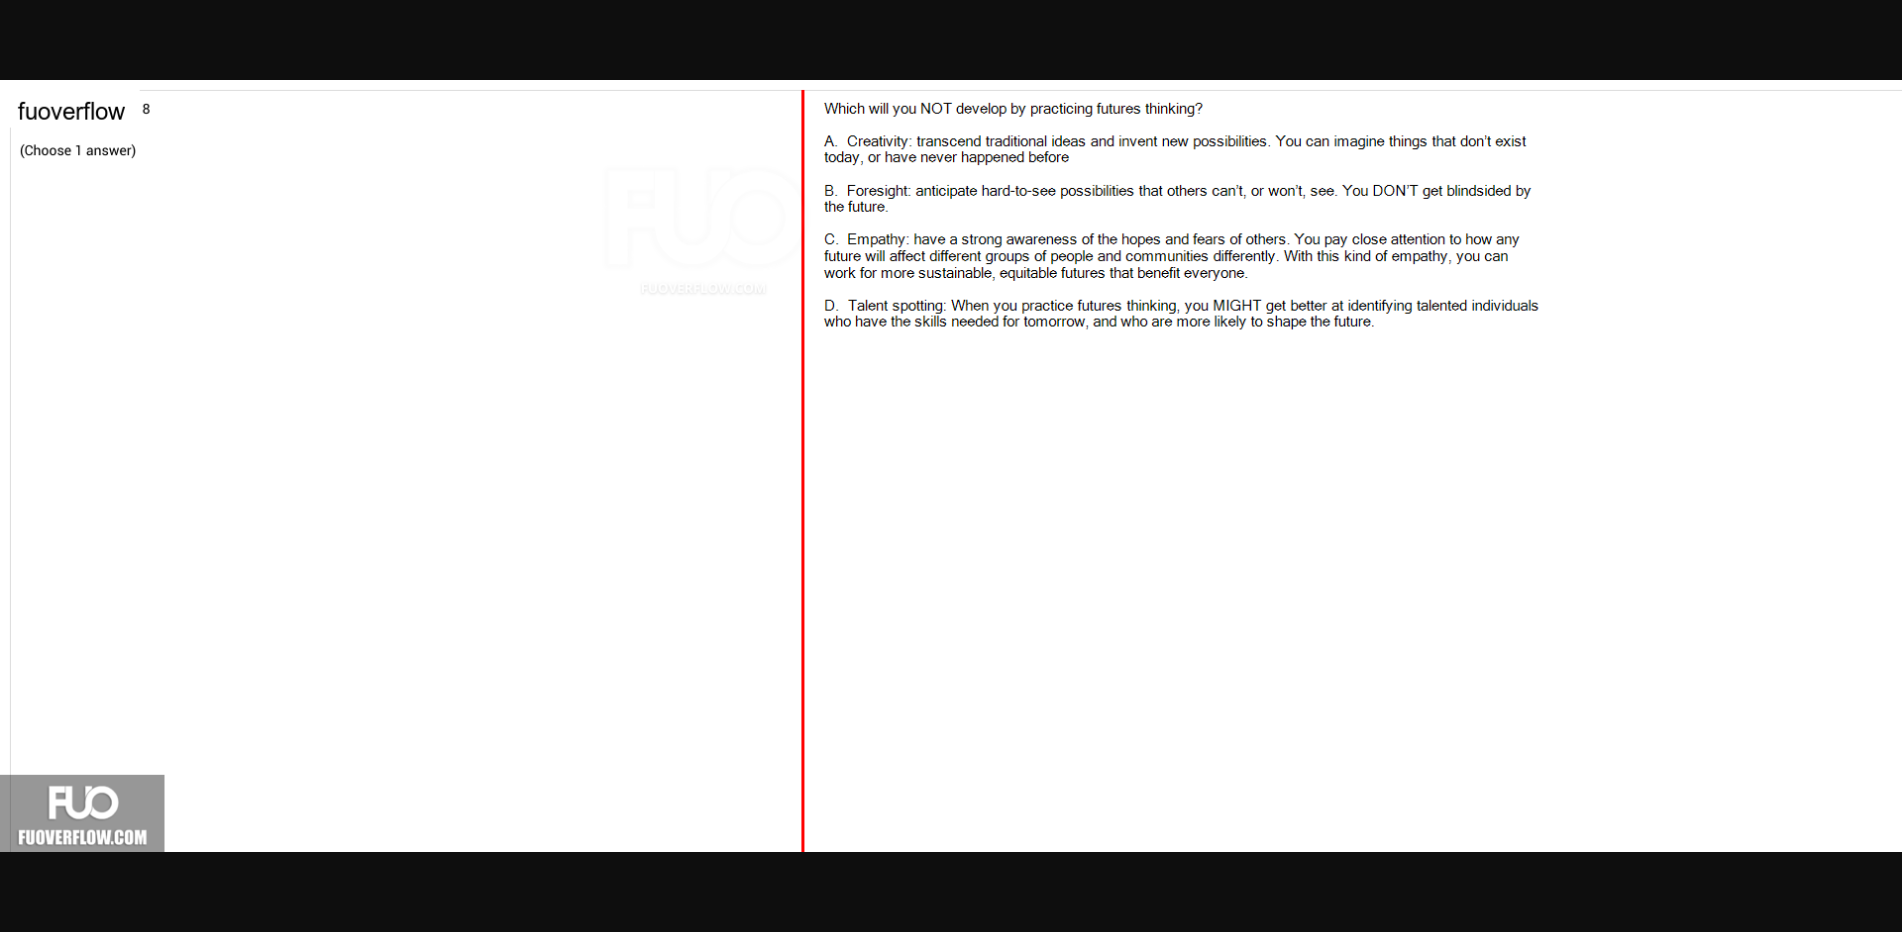 fuoverflow 8
(Choose 1 answer)
FUO
FUOVERFLOW.COM
Which will you NOT develop by practicing futures thinking?
A. Creativity: transcend traditional ideas and invent new possibilities. You can imagine things that don't exist
today, or have never happened before
B. Foresight: anticipate hard-to-see possibilities that others can't, or won't, see. You DON'T get blindsided by
the future.
C. Empathy: have a strong awareness of the hopes and fears of others. You pay close attention to how any
future will affect different groups of people and communities differently. With this kind of empathy, you can
work for more sustainable, equitable futures that benefit everyone.
D. Talent spotting: When you practice futures thinking, you MIGHT get better at identifying talented individuals
who have the skills needed for tomorrow, and who are more likely to shape the future.
FUO
FUOVERFLOW.COM